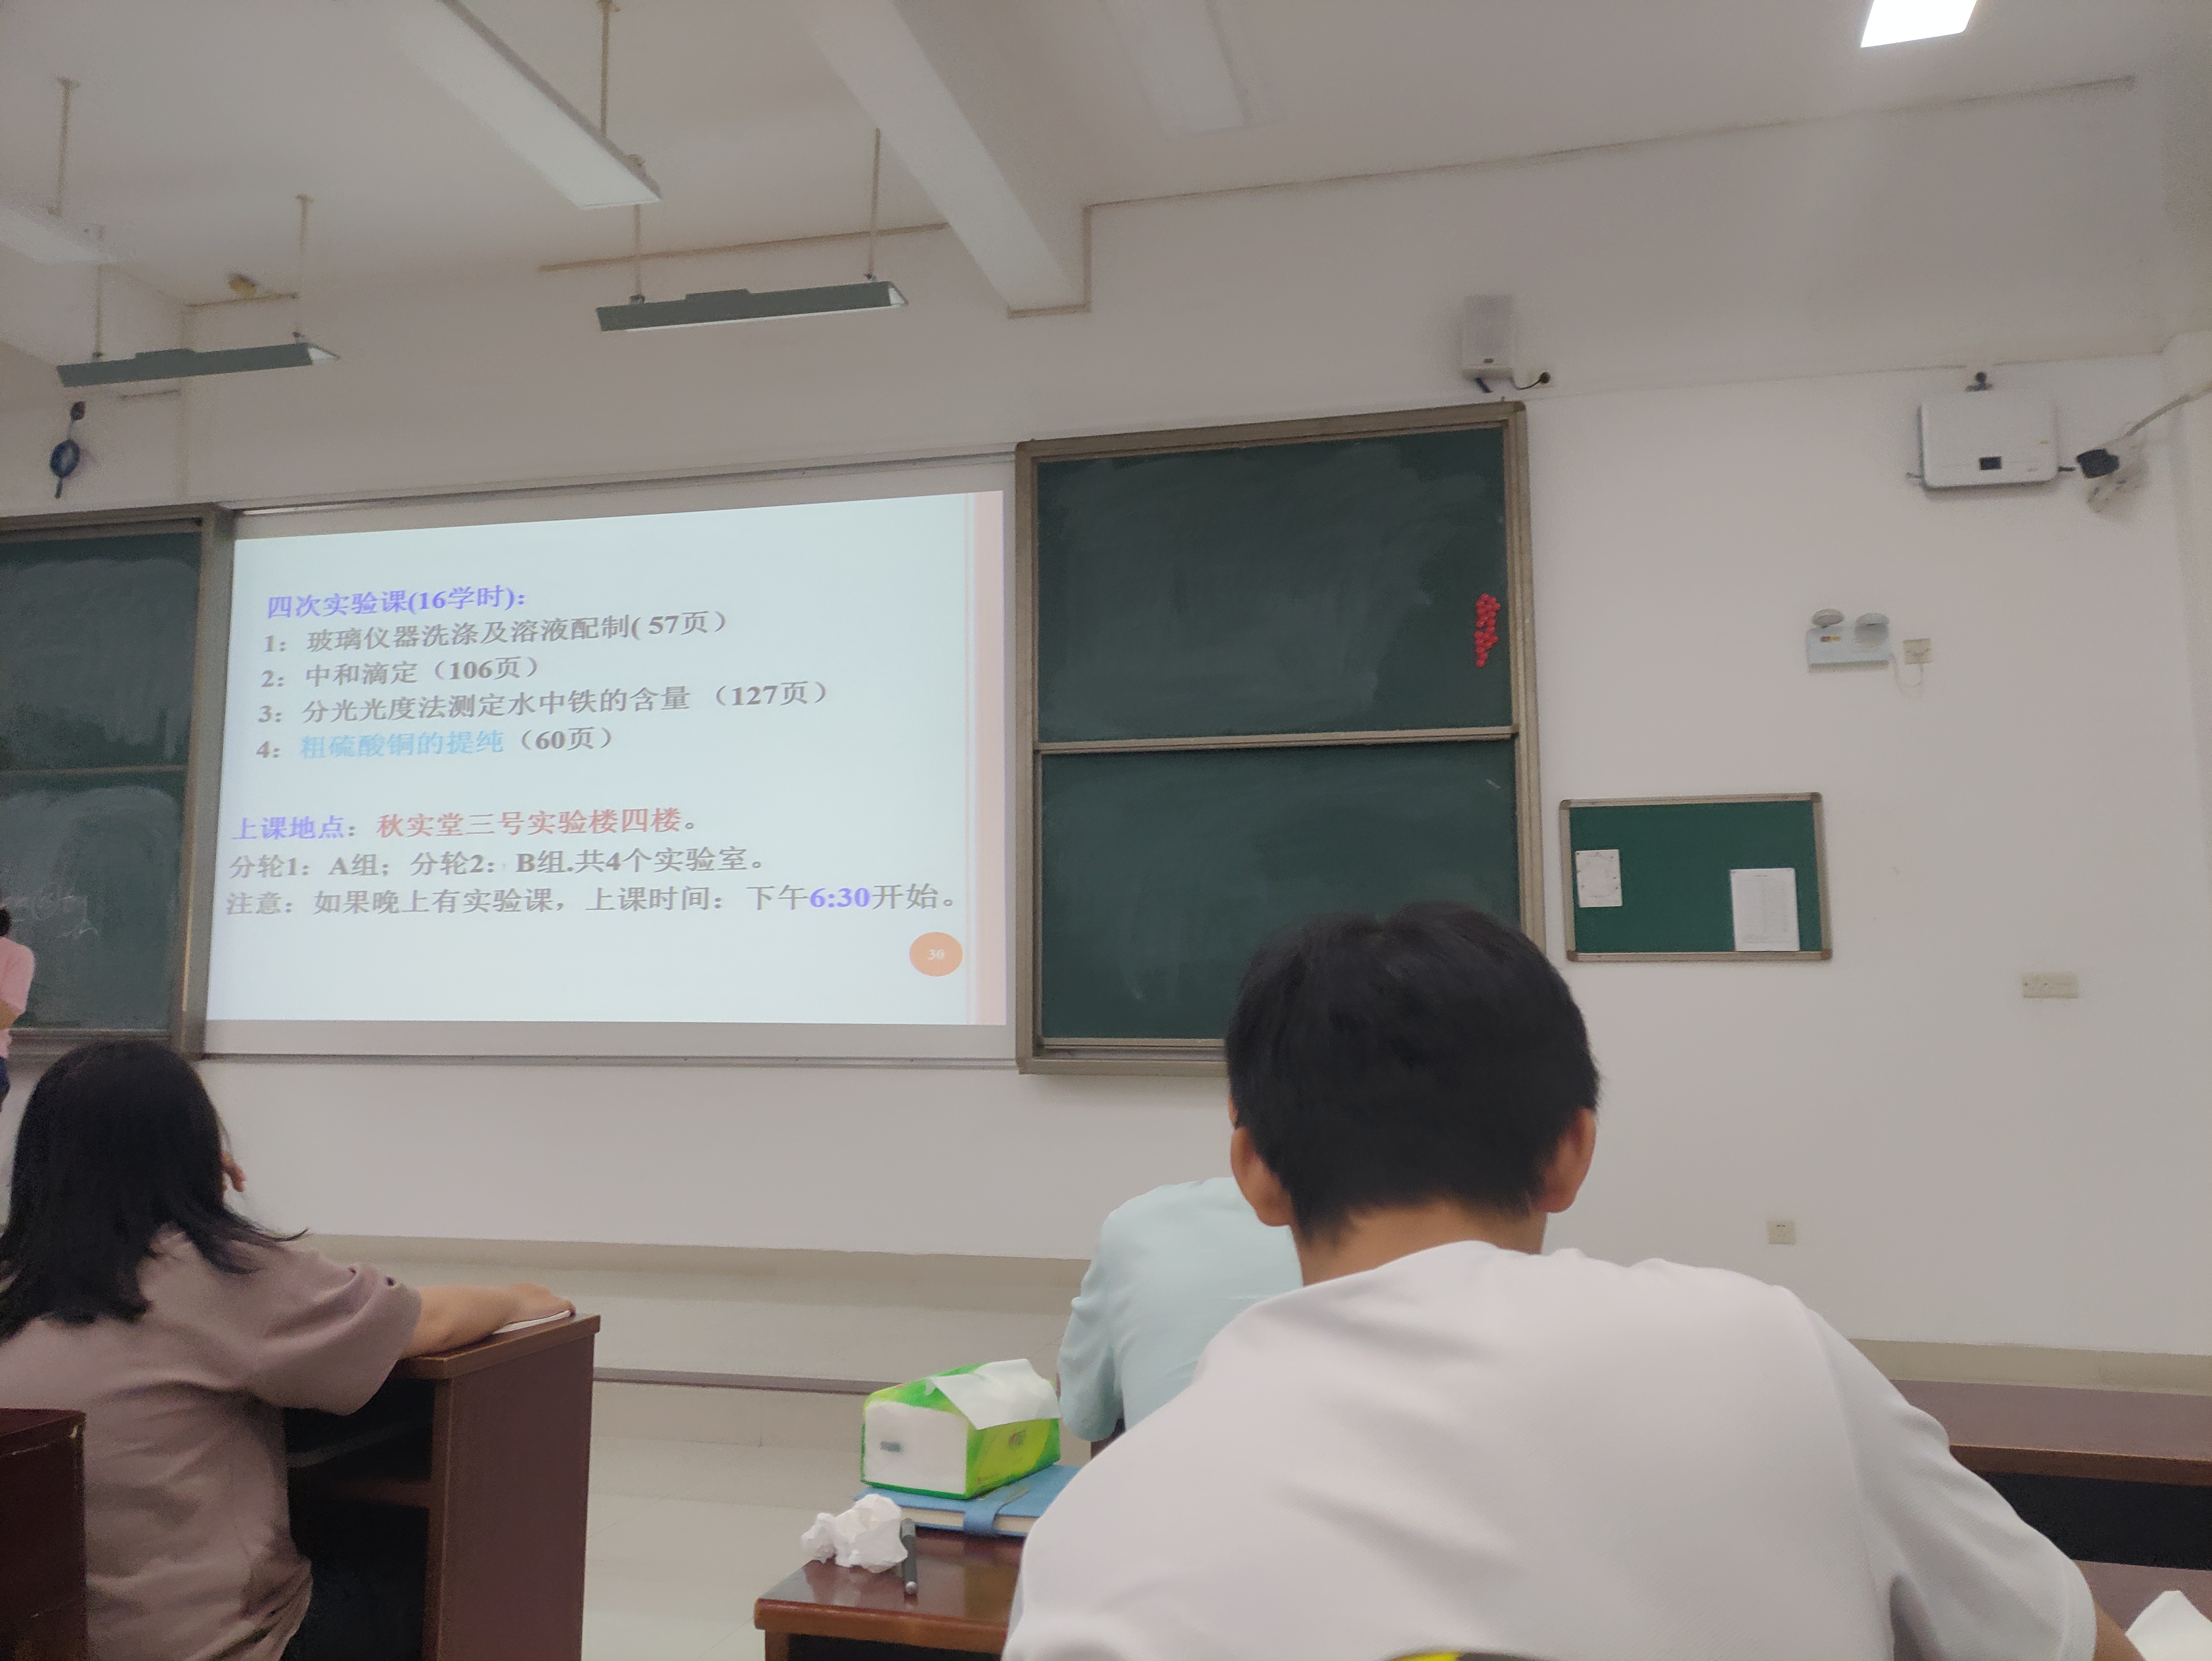 四次实验课(16学时)：
1：玻璃仪器洗涤及溶液配制( 57页）
2：中和滴定（106页）
3：分光光度法测定水中铁的含量 （127页）
4：粗硫酸铜的提纯（60页）
上课地点：秋实堂三号实验楼四楼。
分轮1：A组；分轮2：B组.共4个实验室。
注意：如果晚上有实验课，上课时间：下午6:30开始。
30